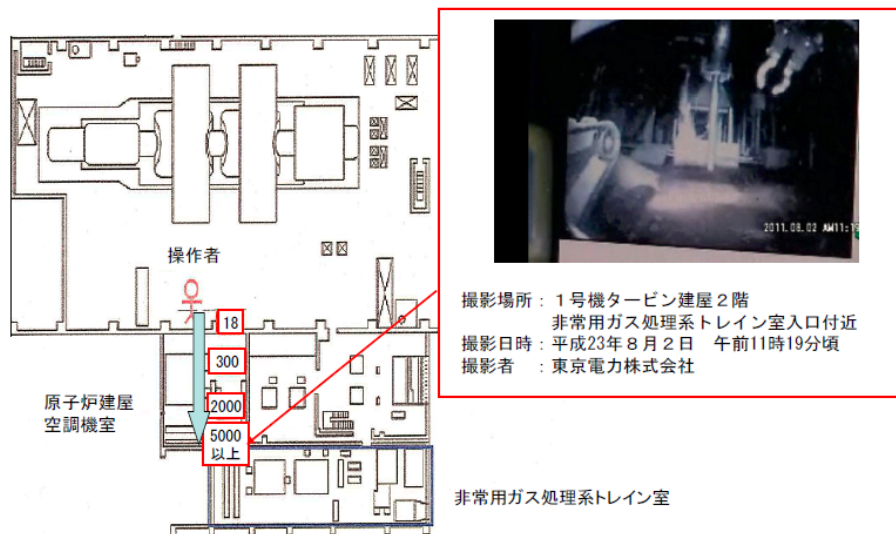 2011.08.02 AM11:19
操作者
18
300
2000
5000
以上
原子炉建屋
空調機室
撮影場所：１号機タービン建屋２階
非常用ガス処理系トレイン室入口付近
撮影日時：平成23年８月２日　午前11時19分頃
撮影者　：東京電力株式会社
非常用ガス処理系トレイン室